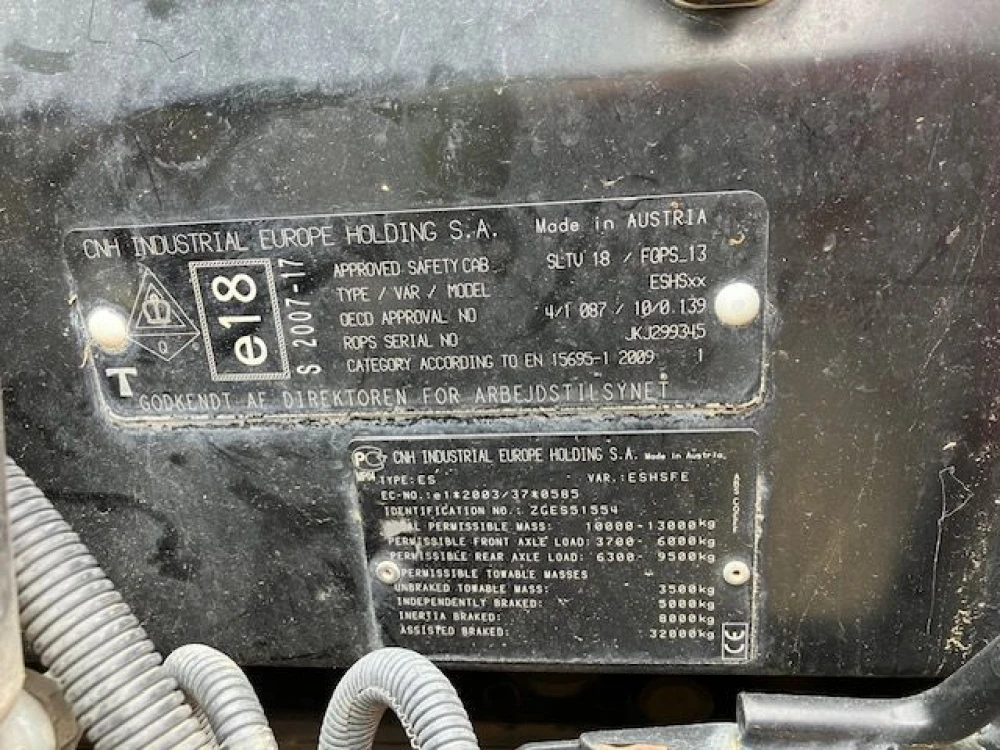 CNH INDUSTRIAL EUROPE HOLDING S.A. Made in AUSTRIA
APPROVED SAFETY CAB SLTV 18 / FOPS_13
TYPE / VAR / MODEL ESHSxx
OECD APPROVAL NO 4/1 087 / 10/0.139
ROPS SERIAL NO JKJ299345
CATEGORY ACCORDING TO EN 15695-1 2009 1
e18
S 2007-17
0
T
GODKENDT AF DIREKTOREN FOR ARBEJDSTILSYNET
CNH INDUSTRIAL EUROPE HOLDING S.A. Made in Austria.
TYPE: ES VAR.: ESHSFE
EC-NO.: e1*2003/37*0585
IDENTIFICATION NO.: ZGES51554
PERMISSIBLE MASS: 10000-13000kg
PERMISSIBLE FRONT AXLE LOAD: 3700- 6000kg
PERMISSIBLE REAR AXLE LOAD: 6300- 9500kg
PERMISSIBLE TOWABLE MASSES
UNBRAKED TOWABLE MASS: 3500kg
INDEPENDENTLY BRAKED: 5000kg
INERTIA BRAKED: 8000kg
ASSISTED BRAKED: 32000kg
CE